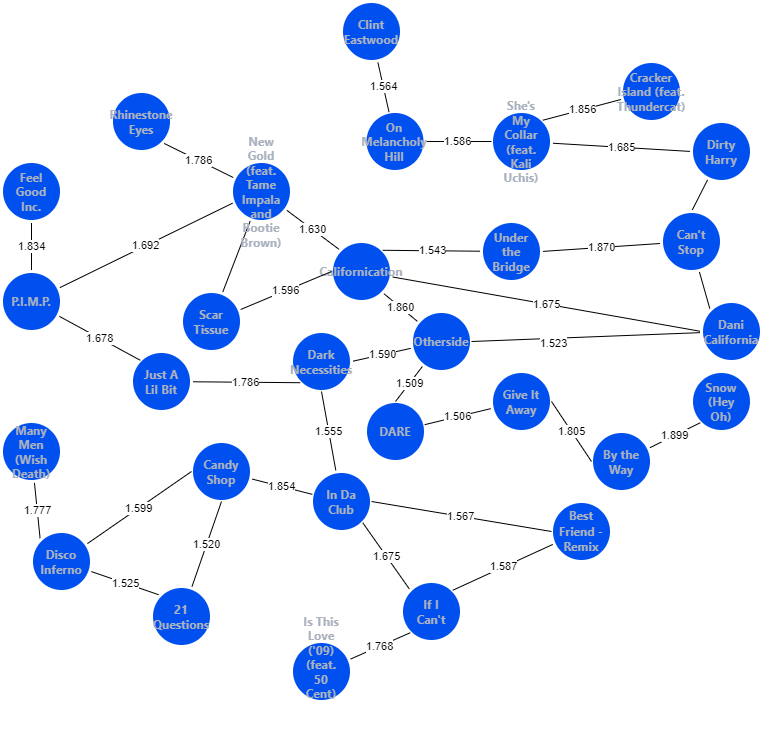 Clint
Eastwood
1.564
On
Melancholy
Hill
1.586
She's
My
Collar
(feat.
Kali
Uchis)
1.856
Cracker
Island (feat.
Thundercat)
1.685
Dirty
Harry
Rhinestone
Eyes
1.786
New
Gold
(feat.
Tame
Impala
and
Bootie
Brown)
Feel
Good
Inc.
1.834
1.692
1.630
P.I.M.P.
Scar
Tissue
1.596
Californication
1.543
Under
the
Bridge
1.870
Can't
Stop
1.860
1.675
Otherside
1.523
Dani
California
1.678
Just A
Lil Bit
1.786
Dark
Necessities
1.590
1.509
DARE
1.506
Give It
Away
1.805
By the
Way
1.899
Snow
(Hey
Oh)
1.555
Many
Men
(Wish
Death)
1.777
Disco
Inferno
1.599
Candy
Shop
1.854
In Da
Club
1.567
Best
Friend -
Remix
1.520
1.525
21
Questions
1.675
1.587
If I
Can't
1.768
Is This
Love
('09)
(feat.
50
Cent)